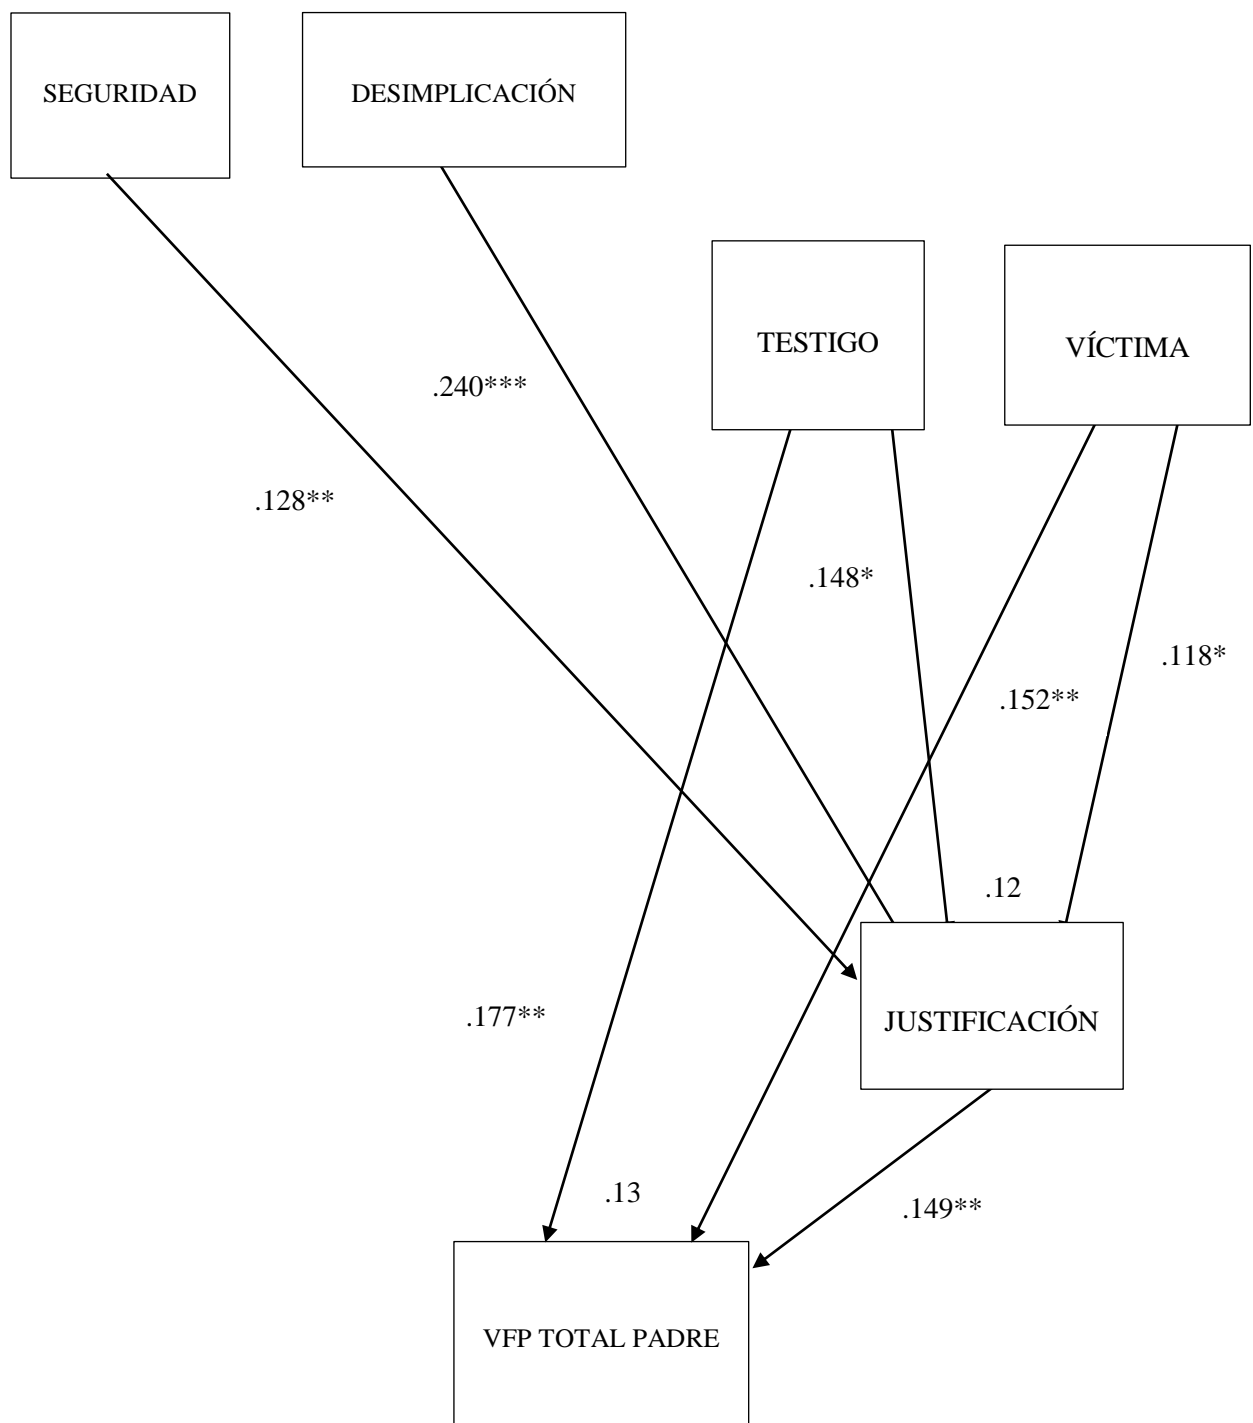 SEGURIDAD
DESIMPLICACIÓN
TESTIGO
VÍCTIMA
.240***
.128**
.148*
.118*
.152**
.12
.177**
JUSTIFICACIÓN
.13
.149**
VFP TOTAL PADRE